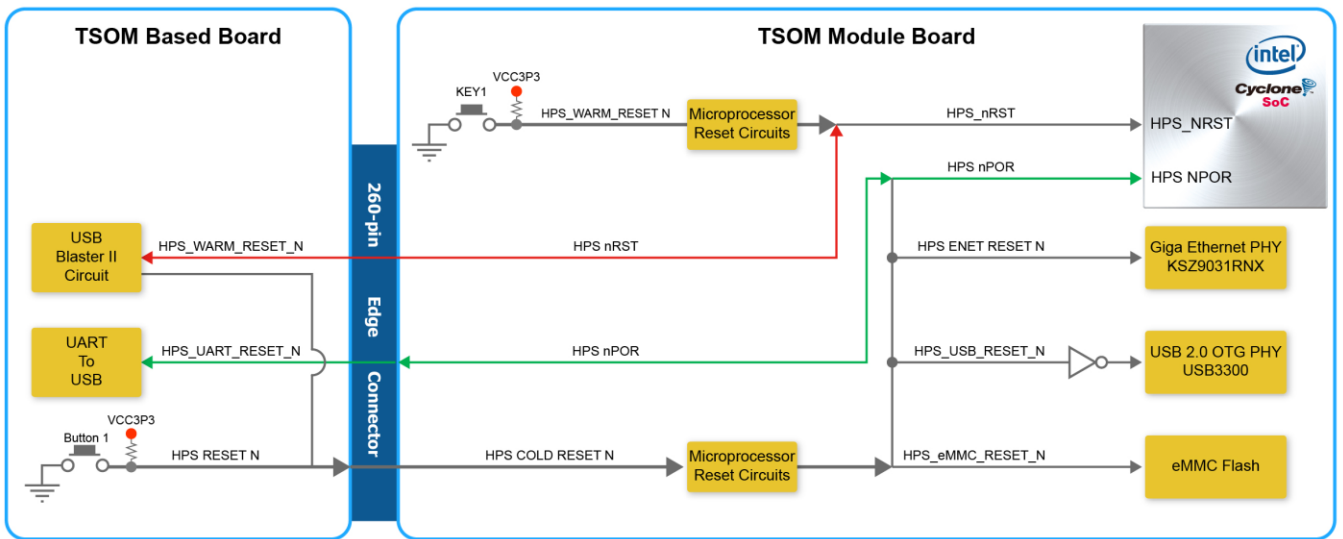 TSOM Based Board
TSOM Module Board
intel
Cyclone
SoC
KEY1
VCC3P3
HPS_WARM_RESET N
Microprocessor
Reset Circuits
HPS_nRST
HPS_NRST
HPS nPOR
HPS NPOR
260-pin Edge Connector
USB
Blaster II
Circuit
HPS_WARM_RESET_N
HPS nRST
HPS ENET RESET N
Giga Ethernet PHY
KSZ9031RNX
UART
To
USB
HPS_UART_RESET_N
HPS nPOR
HPS_USB_RESET_N
USB 2.0 OTG PHY
USB3300
Button 1
VCC3P3
HPS RESET N
HPS COLD RESET N
Microprocessor
Reset Circuits
HPS_eMMC_RESET_N
eMMC Flash